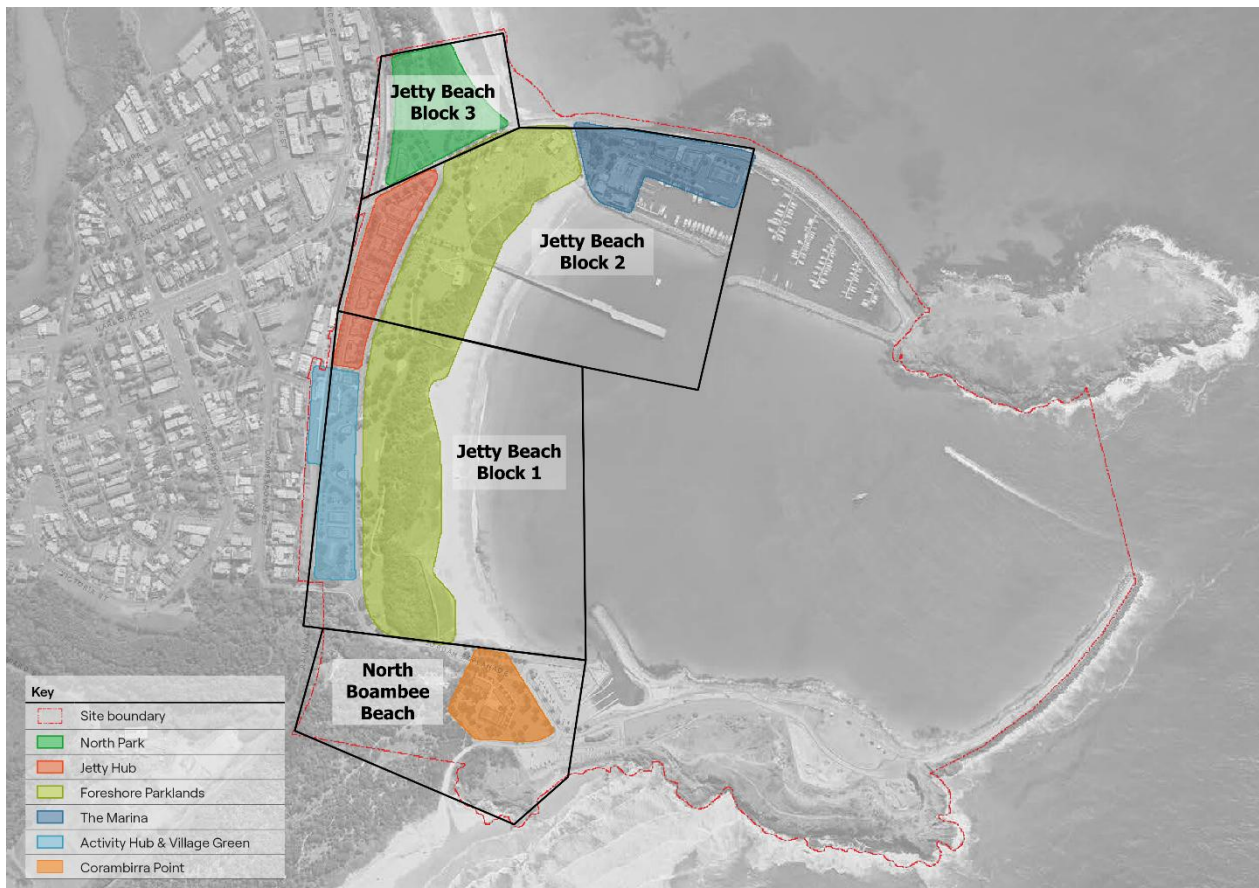 Jetty Beach
Block 3
Jetty Beach
Block 2
Jetty Beach
Block 1
North
Boambee
Beach
Key
Site boundary
North Park
Jetty Hub
Foreshore Parklands
The Marina
Activity Hub & Village Green
Corambirra Point